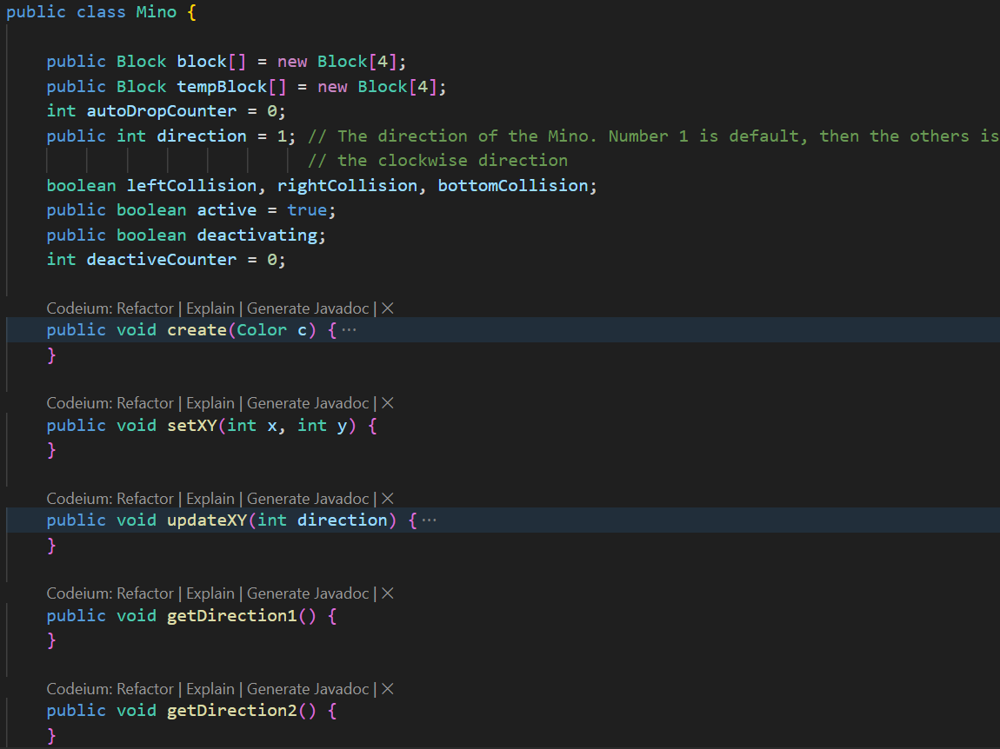 public class Mino {
public Block block[] = new Block[4];
public Block tempBlock[] = new Block[4];
int autoDropCounter = 0;
public int direction = 1; // The direction of the Mino. Number 1 is default, then the others is
// the clockwise direction
boolean leftCollision, rightCollision, bottomCollision;
public boolean active = true;
public boolean deactivating;
int deactiveCounter = 0;
Codeium: Refactor | Explain | Generate Javadoc | ✕
public void create(Color c) { ···
}
Codeium: Refactor | Explain | Generate Javadoc | ✕
public void setXY(int x, int y) {
}
Codeium: Refactor | Explain | Generate Javadoc | ✕
public void updateXY(int direction) { ···
}
Codeium: Refactor | Explain | Generate Javadoc | ✕
public void getDirection1() {
}
Codeium: Refactor | Explain | Generate Javadoc | ✕
public void getDirection2() {
}